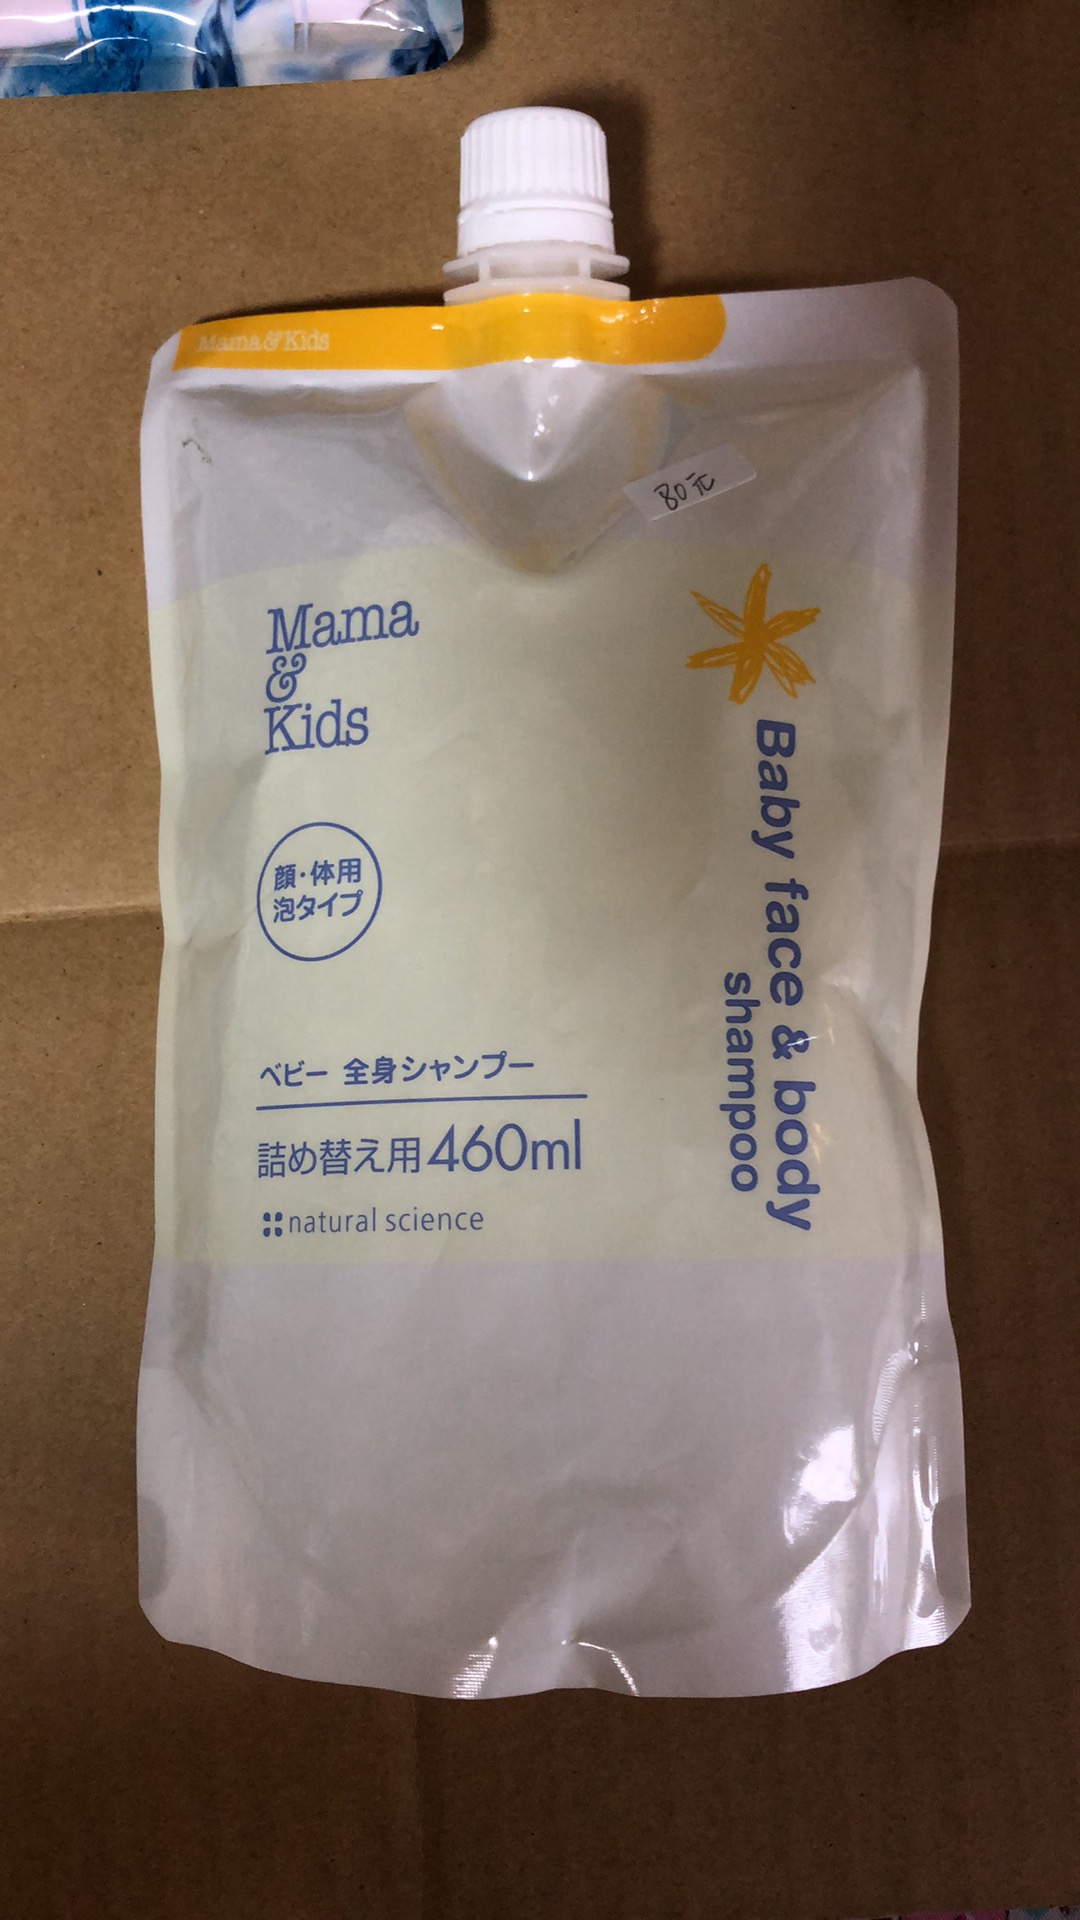 Mama&Kids
80元
Mama
&
Kids
顔・体用
泡タイプ
Baby face & body
shampoo
ベビー 全身シャンプー
詰め替え用460ml
natural science